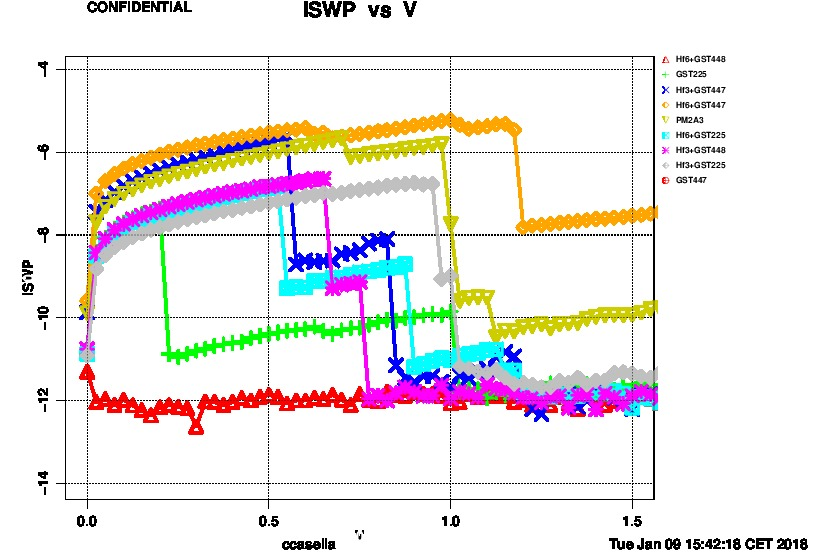 CONFIDENTIAL
ISWP vs V
-4
-6
-8
-10
-12
-14
ISWP
0.0
0.5
1.0
1.5
V
ccasella
Tue Jan 09 15:42:18 CET 2018
Hf6+GST448
GST225
Hf3+GST447
Hf6+GST447
PM2A3
Hf6+GST225
Hf3+GST448
Hf3+GST225
GST447